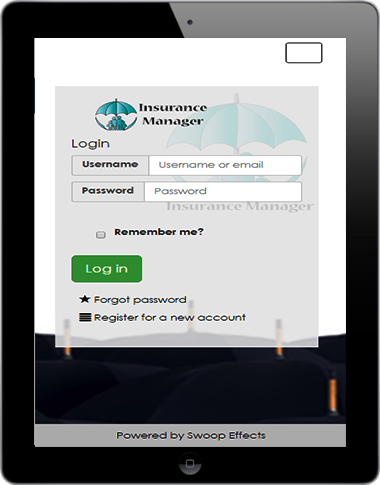 Insurance
Manager
Login
Username Username or email
Password Password
Insurance Manager
Remember me?
Log in
Forgot password
Register for a new account
Powered by Swoop Effects